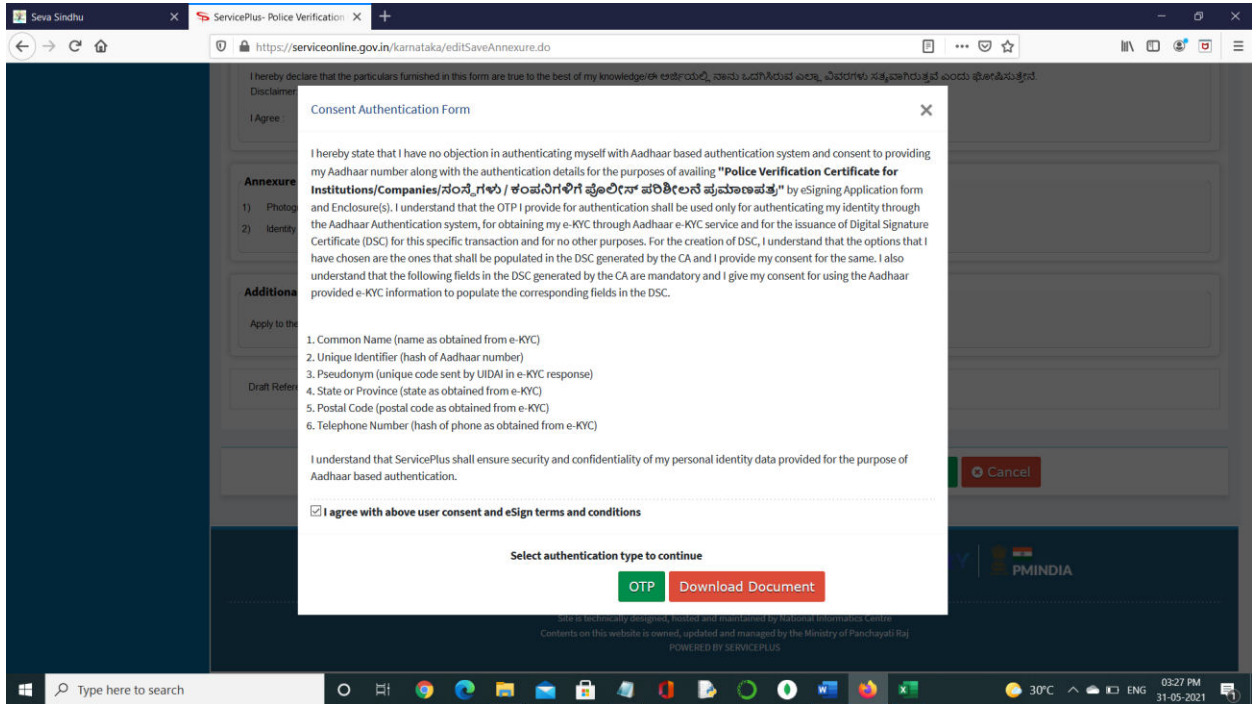 Seva Sindhu
ServicePlus- Police Verification
https://serviceonline.gov.in/karnataka/editSaveAnnexure.do
I hereby declare that the particulars furnished in this form are true to the best of my knowledge/ಈ ಅರ್ಜಿಯಲ್ಲಿ ನಾನು ಒದಗಿಸಿರುವ ಎಲ್ಲಾ ವಿವರಗಳು ಸತ್ಯವಾಗಿರುತ್ತವೆ ಎಂದು ಘೋಷಿಸುತ್ತೇನೆ.
Disclaimer
I Agree :
Consent Authentication Form
I hereby state that I have no objection in authenticating myself with Aadhaar based authentication system and consent to providing
my Aadhaar number along with the authentication details for the purposes of availing "Police Verification Certificate for
Institutions/Companies/ಸಂಸ್ಥೆಗಳು / ಕಂಪನಿಗಳಿಗೆ ಪೊಲೀಸ್ ಪರಿಶೀಲನೆ ಪ್ರಮಾಣಪತ್ರ" by eSigning Application form
and Enclosure(s). I understand that the OTP I provide for authentication shall be used only for authenticating my identity through
the Aadhaar Authentication system, for obtaining my e-KYC through Aadhaar e-KYC service and for the issuance of Digital Signature
Certificate (DSC) for this specific transaction and for no other purposes. For the creation of DSC, I understand that the options that I
have chosen are the ones that shall be populated in the DSC generated by the CA and I provide my consent for the same. I also
understand that the following fields in the DSC generated by the CA are mandatory and I give my consent for using the Aadhaar
provided e-KYC information to populate the corresponding fields in the DSC.
Annexure
1) Photog
2) Identity
Additiona
Apply to the
Draft Refere
1. Common Name (name as obtained from e-KYC)
2. Unique Identifier (hash of Aadhaar number)
3. Pseudonym (unique code sent by UIDAI in e-KYC response)
4. State or Province (state as obtained from e-KYC)
5. Postal Code (postal code as obtained from e-KYC)
6. Telephone Number (hash of phone as obtained from e-KYC)
I understand that ServicePlus shall ensure security and confidentiality of my personal identity data provided for the purpose of
Aadhaar based authentication.
Cancel
I agree with above user consent and eSign terms and conditions
Select authentication type to continue
OTP Download Document
PMINDIA
Site is technically designed, hosted and maintained by National Informatics Centre
Contents on this website is owned, updated and managed by the Ministry of Panchayati Raj
POWERED BY SERVICEPLUS
Type here to search
30°C ENG 03:27 PM
31-05-2021